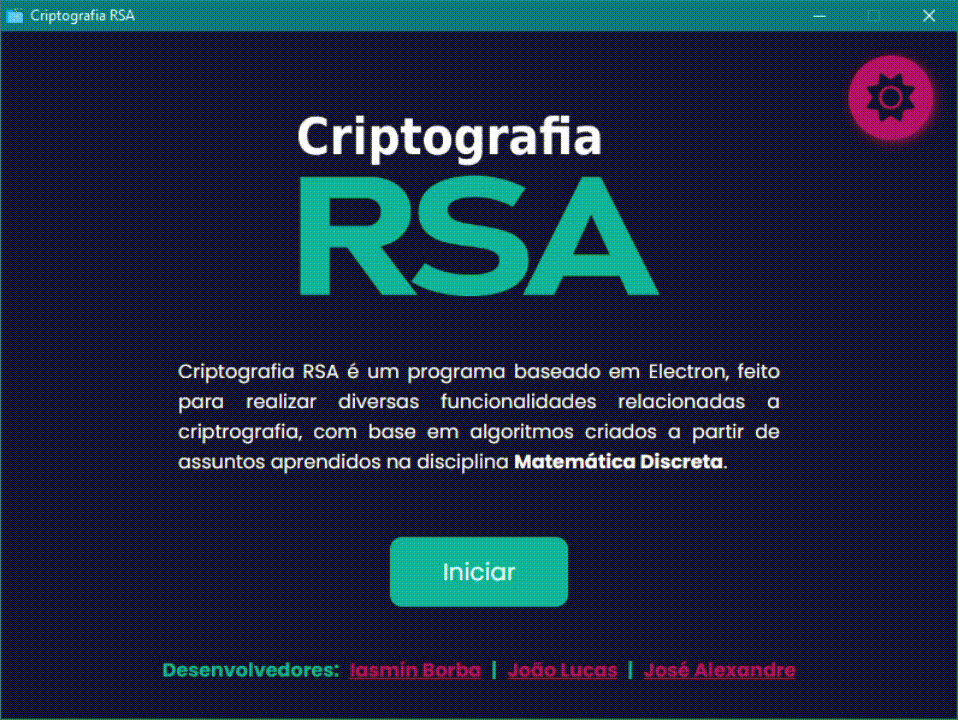 Criptografia RSA
Criptografia
RSA
Criptografia RSA é um programa baseado em Electron, feito
para realizar diversas funcionalidades relacionadas a
criptrografia, com base em algoritmos criados a partir de
assuntos aprendidos na disciplina Matemática Discreta.
Iniciar
Desenvolvedores: Iasmin Borba | João Lucas | José Alexandre